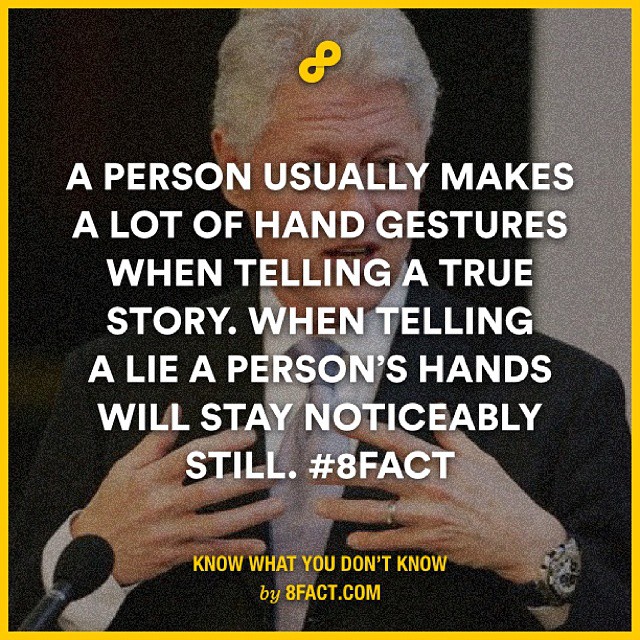 A PERSON USUALLY MAKES
A LOT OF HAND GESTURES
WHEN TELLING A TRUE
STORY. WHEN TELLING
A LIE A PERSON'S HANDS
WILL STAY NOTICEABLY
STILL. #8FACT
KNOW WHAT YOU DON'T KNOW
by 8FACT.COM